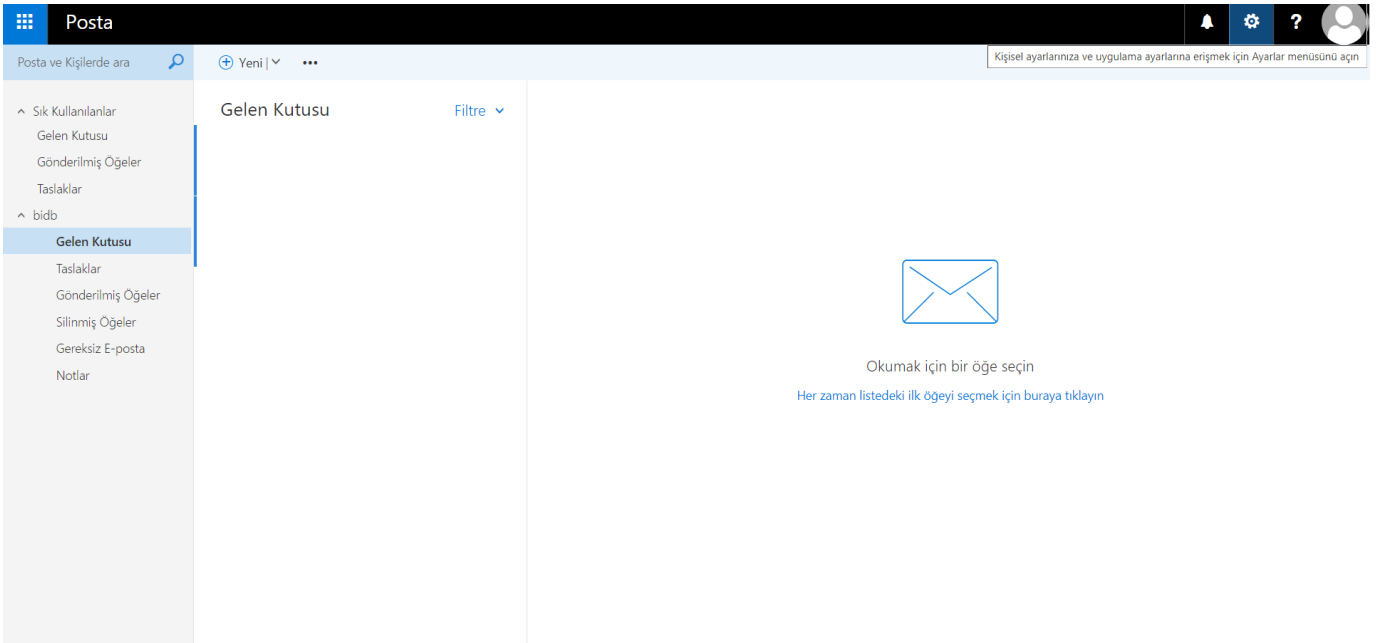 Posta
?
Posta ve Kişilerde ara
Yeni
Kişisel ayarlarınıza ve uygulama ayarlarına erişmek için Ayarlar menüsünü açın
Sık Kullanılanlar
Gelen Kutusu
Gönderilmiş Öğeler
Taslaklar
bidb
Gelen Kutusu
Taslaklar
Gönderilmiş Öğeler
Silinmiş Öğeler
Gereksiz E-posta
Notlar
Gelen Kutusu
Filtre
Okumak için bir öğe seçin
Her zaman listedeki ilk öğeyi seçmek için buraya tıklayın